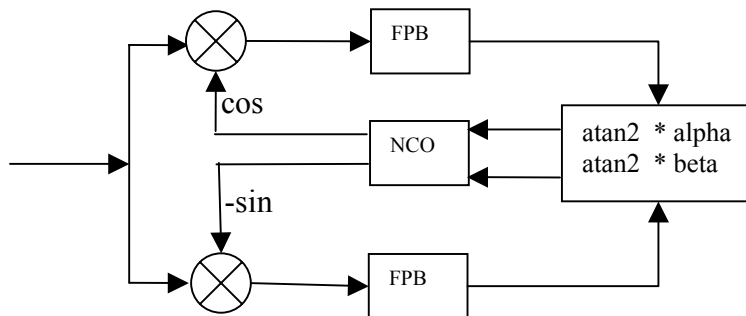 FPB
cos
NCO
atan2 * alpha
atan2 * beta
-sin
FPB